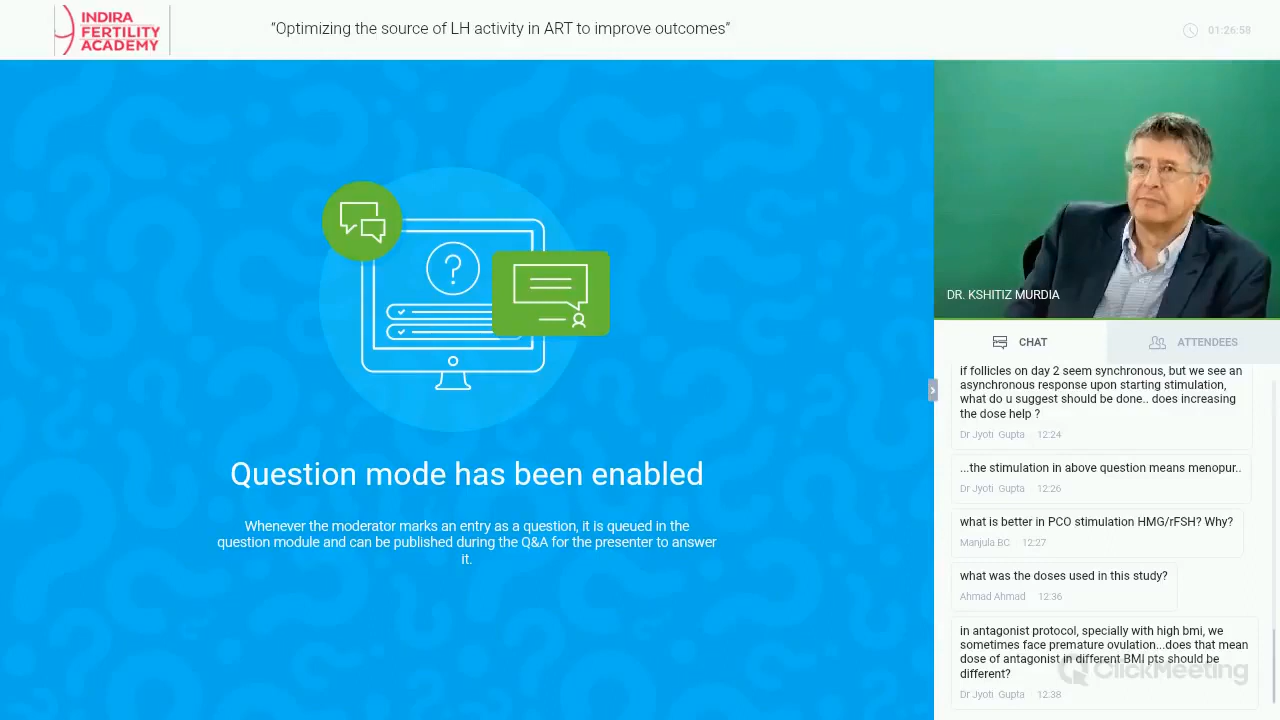 INDIRA
FERTILITY
ACADEMY
“Optimizing the source of LH activity in ART to improve outcomes”
01:26:58
DR. KSHITIZ MURDIA
Question mode has been enabled
Whenever the moderator marks an entry as a question, it is queued in the
question module and can be published during the Q&A for the presenter to answer
it.
CHAT
ATTENDEES
if follicles on day 2 seem synchronous, but we see an
asynchronous response upon starting stimulation,
what do u suggest should be done.. does increasing
the dose help ?
Dr Jyoti Gupta 12:24
...the stimulation in above question means menopur..
Dr Jyoti Gupta 12:26
what is better in PCO stimulation HMG/rFSH? Why?
Manjula BC 12:27
what was the doses used in this study?
Ahmad Ahmad 12:36
in antagonist protocol, specially with high bmi, we
sometimes face premature ovulation...does that mean
dose of antagonist in different BMI pts should be
different?
Dr Jyoti Gupta 12:38
ClickMeeting